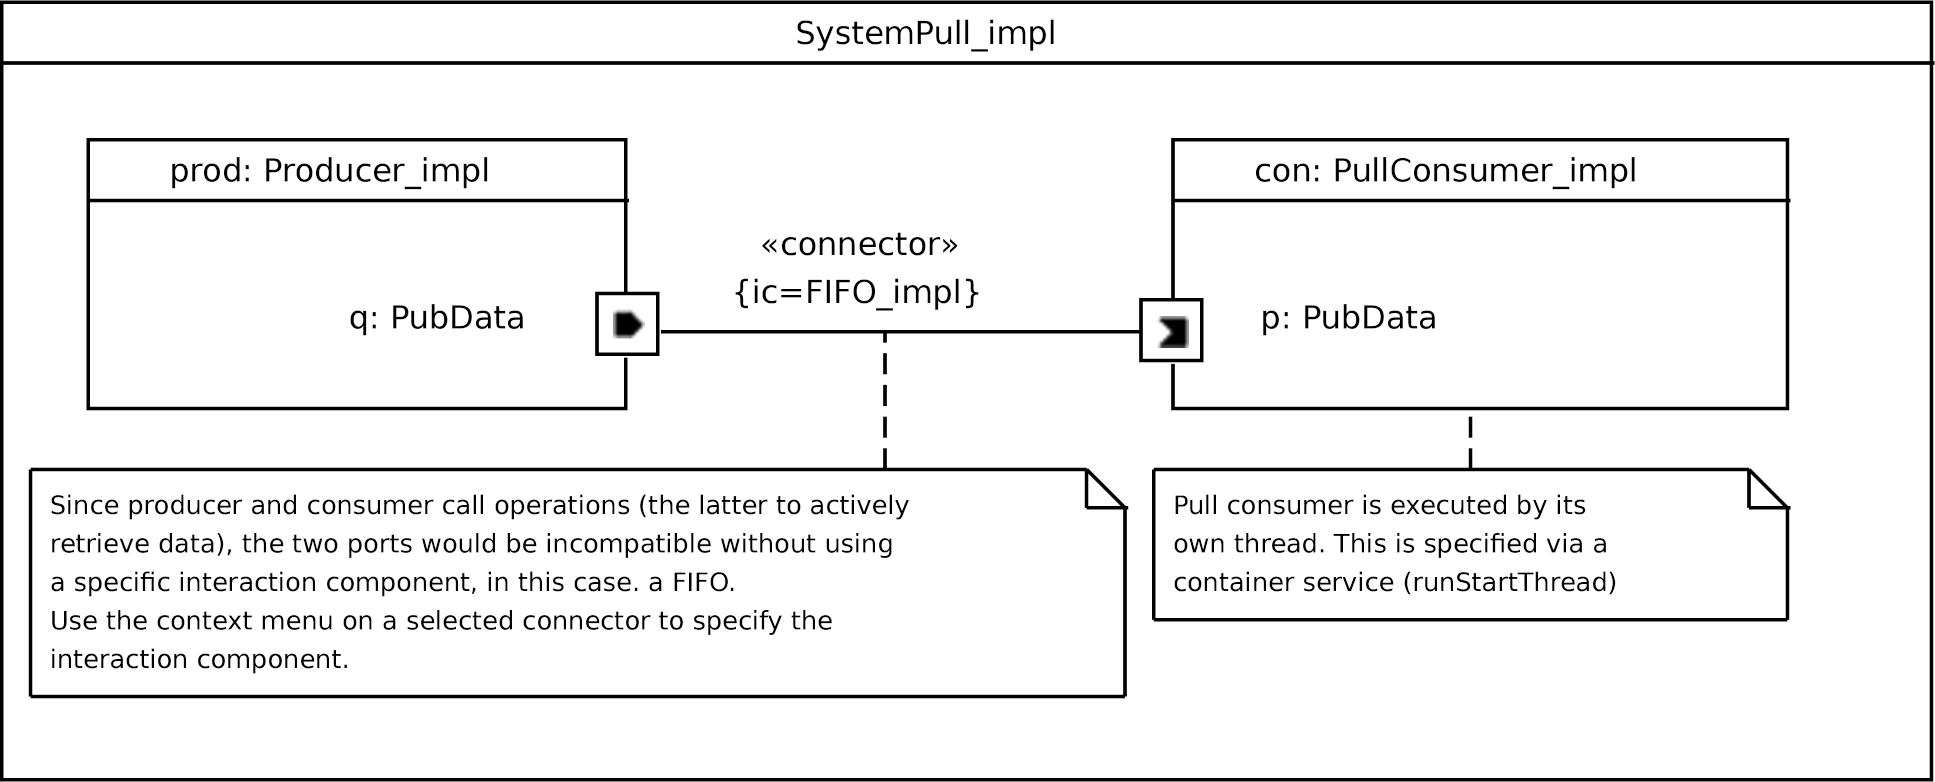 SystemPull_impl
prod: Producer_impl
con: PullConsumer_impl
«connector»
{ic=FIFO_impl}
q: PubData
p: PubData
Since producer and consumer call operations (the latter to actively
retrieve data), the two ports would be incompatible without using
a specific interaction component, in this case. a FIFO.
Use the context menu on a selected connector to specify the
interaction component.
Pull consumer is executed by its
own thread. This is specified via a
container service (runStartThread)